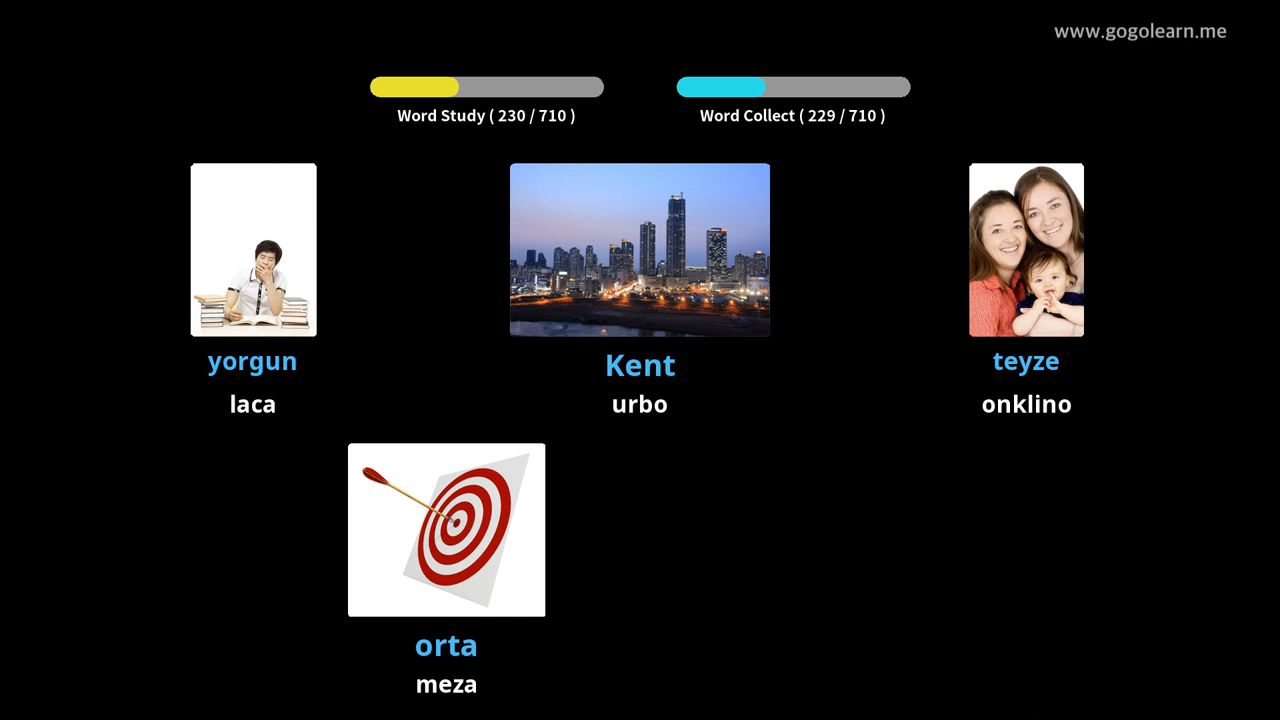 www.gogolearn.me
Word Study ( 230 / 710 )
Word Collect ( 229 / 710 )
yorgun
laca
Kent
urbo
teyze
onklino
orta
meza